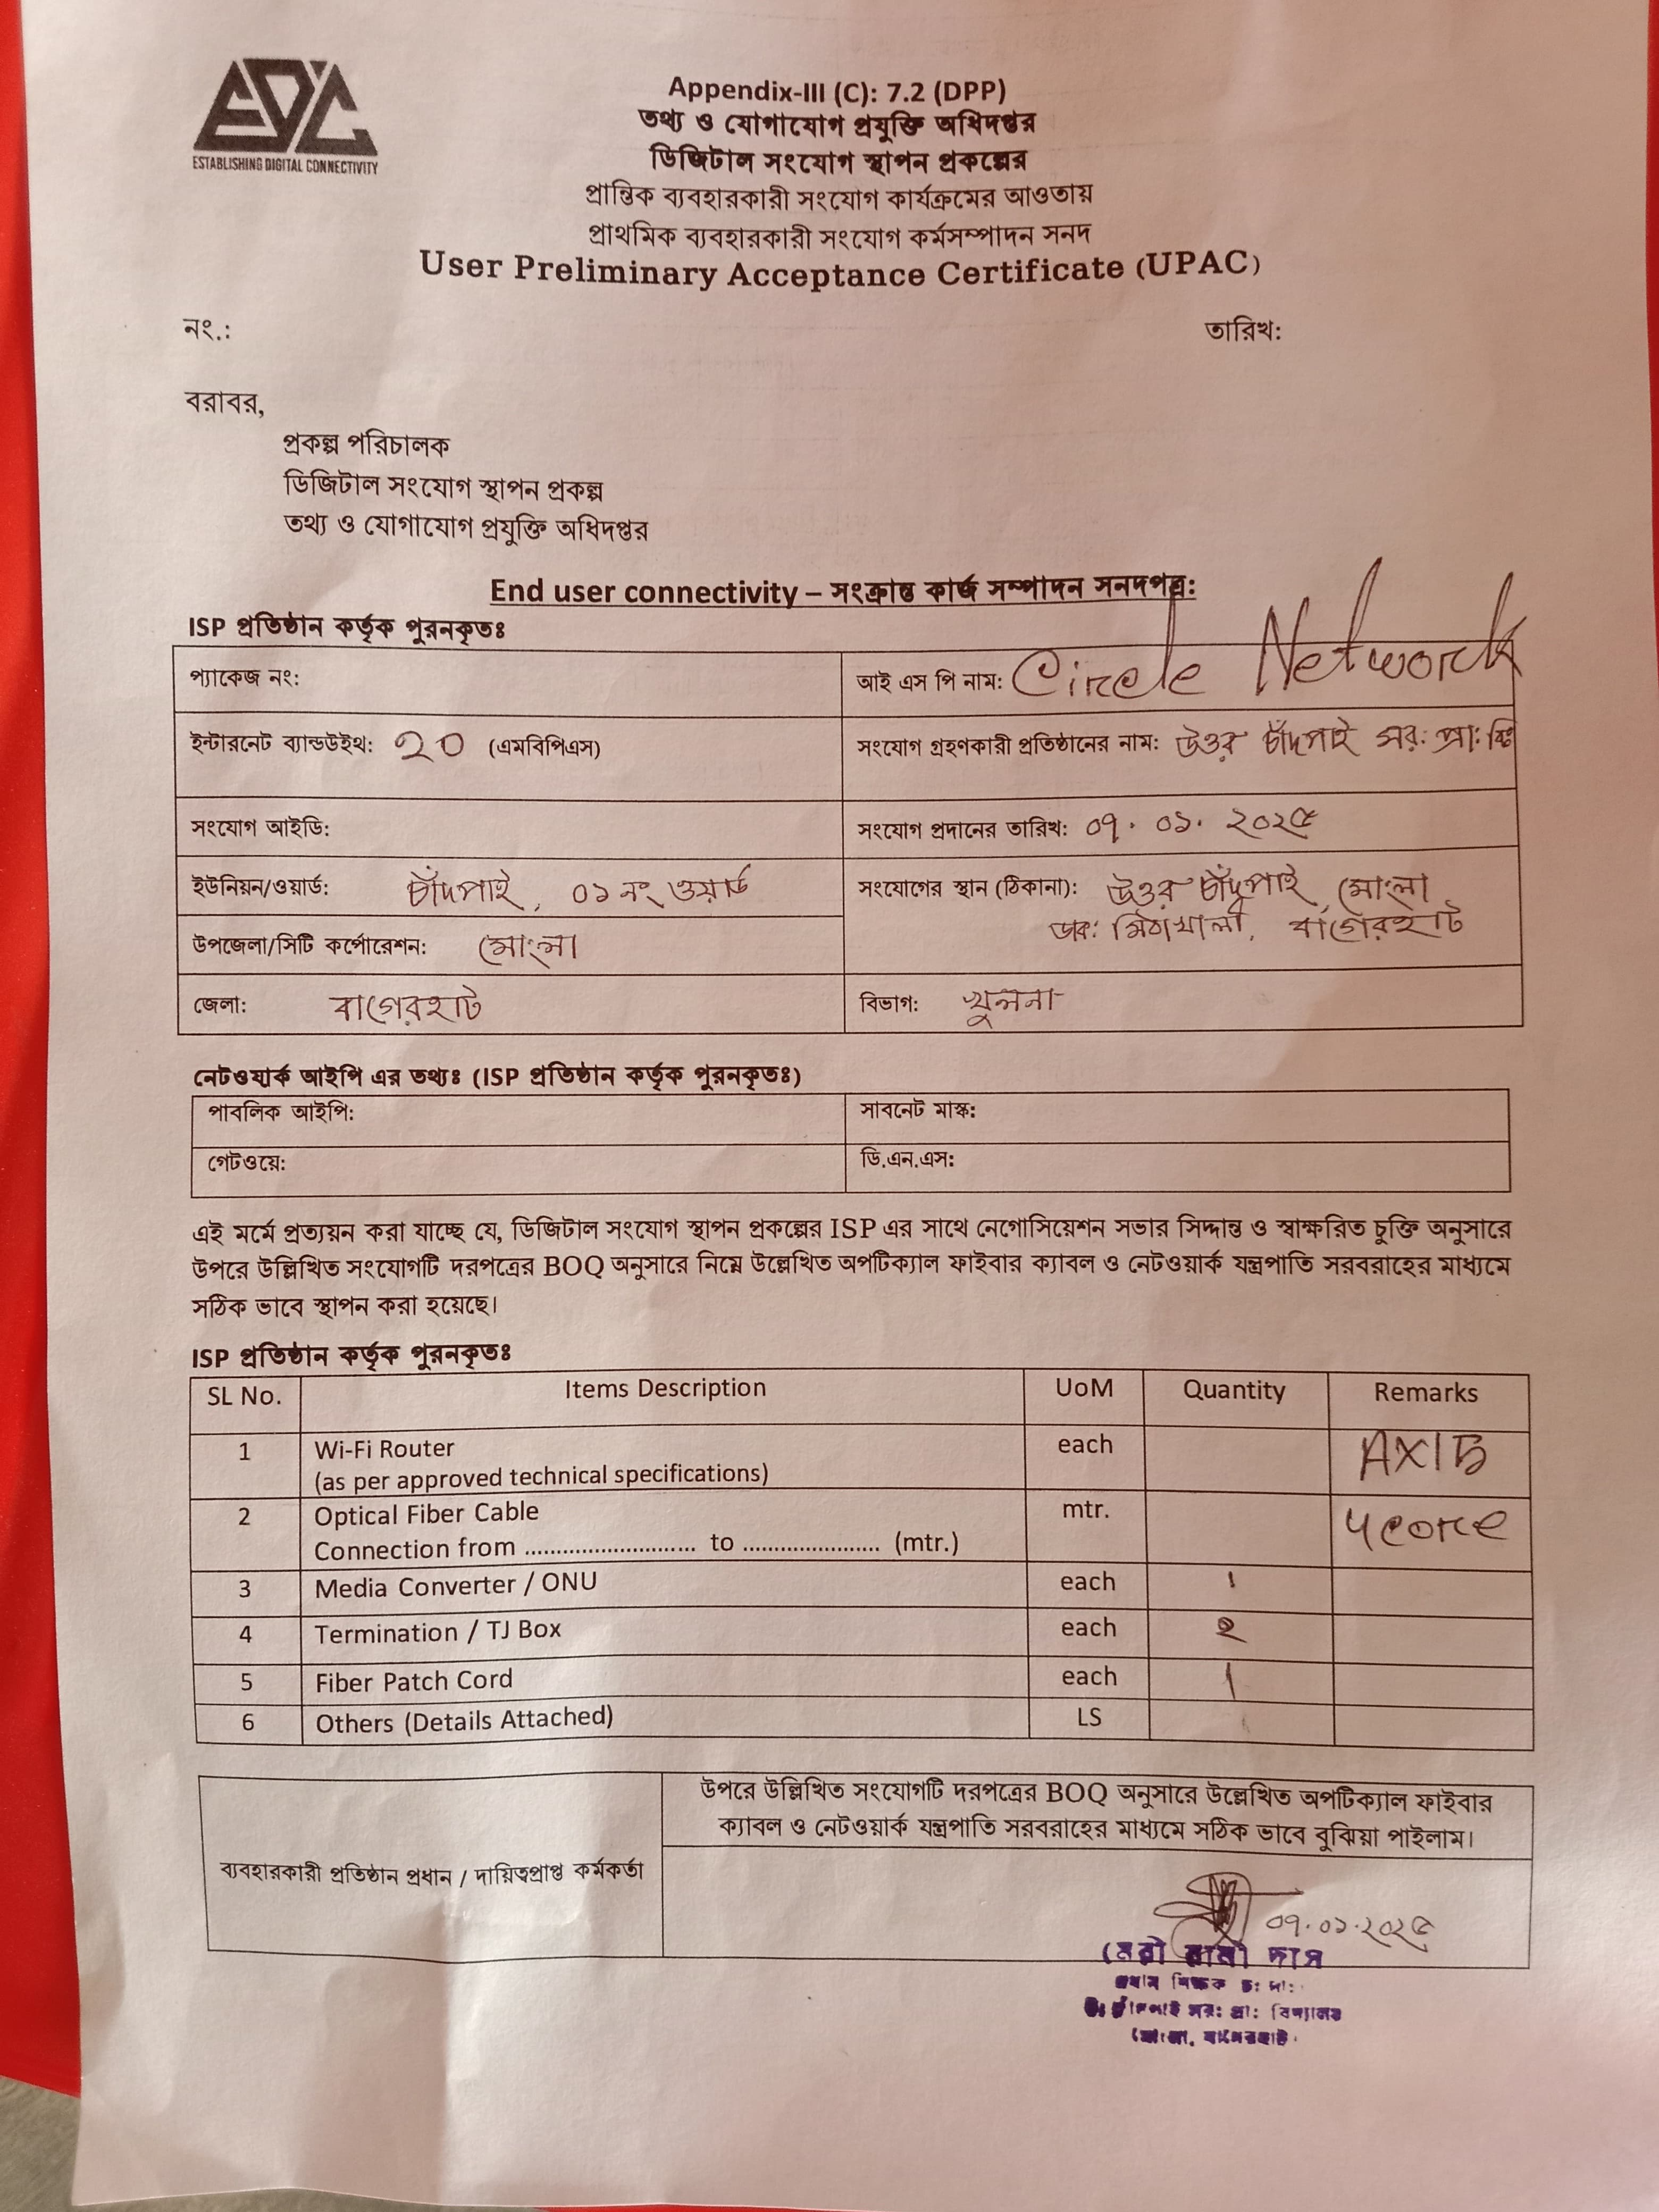 EDC
ESTABLISHING DIGITAL CONNECTIVITY
Appendix-III (C): 7.2 (DPP)
তথ্য ও যোগাযোগ প্রযুক্তি অধিদপ্তর
ডিজিটাল সংযোগ স্থাপন প্রকল্পের
প্রান্তিক ব্যবহারকারী সংযোগ কার্যক্রমের আওতায়
প্রাথমিক ব্যবহারকারী সংযোগ কর্মসম্পাদন সনদ
User Preliminary Acceptance Certificate (UPAC)
নং.: তারিখ:
বরাবর,
প্রকল্প পরিচালক
ডিজিটাল সংযোগ স্থাপন প্রকল্প
তথ্য ও যোগাযোগ প্রযুক্তি অধিদপ্তর
End user connectivity – সংক্রান্ত কার্জ সম্পাদন সনদপত্র:
ISP প্রতিষ্ঠান কর্তৃক পুরনকৃতঃ
প্যাকেজ নং: আই এস পি নাম: Circle Network
ইন্টারনেট ব্যান্ডউইথ: 20 (এমবিপিএস) সংযোগ গ্রহণকারী প্রতিষ্ঠানের নাম: উত্তর চাঁদপাই সর: প্রা: বিঃ
সংযোগ আইডি: সংযোগ প্রদানের তারিখ: ০৭. ০১. ২০২৫
ইউনিয়ন/ওয়ার্ড: চাঁদপাই, ০১ নং ওয়ার্ড সংযোগের স্থান (ঠিকানা): উত্তর চাঁদপাই, মোংলা
ডাক: মিঠাখালী, বাগেরহাট
উপজেলা/সিটি কর্পোরেশন: মোংলা
জেলা: বাগেরহাট বিভাগ: খুলনা
নেটওয়ার্ক আইপি এর তথ্যঃ (ISP প্রতিষ্ঠান কর্তৃক পুরনকৃতঃ)
পাবলিক আইপি: সাবনেট মাস্ক:
গেটওয়ে: ডি.এন.এস:
এই মর্মে প্রত্যয়ন করা যাচ্ছে যে, ডিজিটাল সংযোগ স্থাপন প্রকল্পের ISP এর সাথে নেগোসিয়েশন সভার সিদ্দান্ত ও স্বাক্ষরিত চুক্তি অনুসারে
উপরে উল্লিখিত সংযোগটি দরপত্রের BOQ অনুসারে নিম্নে উল্লেখিত অপটিক্যাল ফাইবার ক্যাবল ও নেটওয়ার্ক যন্ত্রপাতি সরবরাহের মাধ্যমে
সঠিক ভাবে স্থাপন করা হয়েছে।
ISP প্রতিষ্ঠান কর্তৃক পুরনকৃতঃ
SL No. Items Description UoM Quantity Remarks
1 Wi-Fi Router each
(as per approved technical specifications)
2 Optical Fiber Cable mtr. 4 core
Connection from ........................... to ...................... (mtr.)
3 Media Converter / ONU each 1
4 Termination / TJ Box each ২
5 Fiber Patch Cord each 1
6 Others (Details Attached) LS
উপরে উল্লিখিত সংযোগটি দরপত্রের BOQ অনুসারে উল্লেখিত অপটিক্যাল ফাইবার
ক্যাবল ও নেটওয়ার্ক যন্ত্রপাতি সরবরাহের মাধ্যমে সঠিক ভাবে বুঝিয়া পাইলাম।
ব্যবহারকারী প্রতিষ্ঠান প্রধান / দায়িত্বপ্রাপ্ত কর্মকর্তা
০৭.০১.২০২৫
মেরী রানী দাস
প্রধান শিক্ষক চ: দা:
উ: চাঁদপাই সর: প্রা: বিদ্যালয়
মোংলা, বাগেরহাট